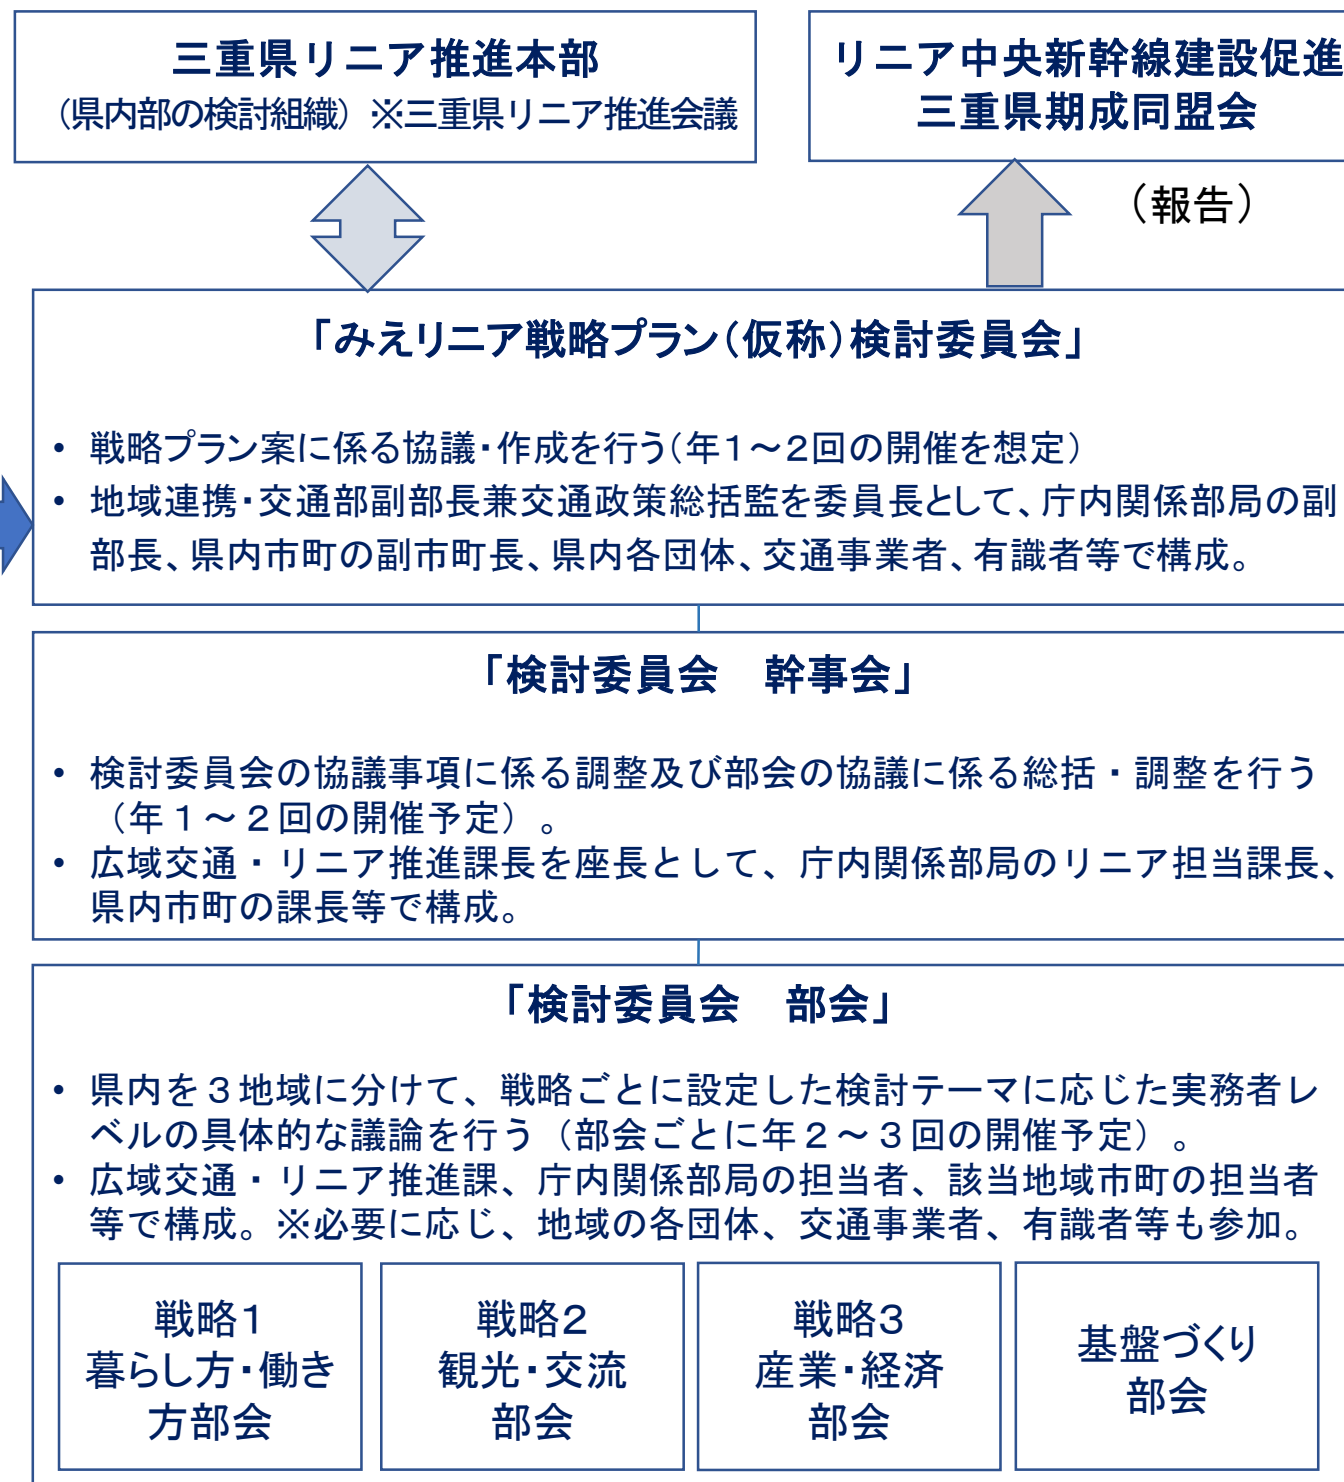 三重県リニア推進本部
（県内部の検討組織）※三重県リニア推進会議
リニア中央新幹線建設促進
三重県期成同盟会
（報告）
「みえリニア戦略プラン（仮称）検討委員会」
• 戦略プラン案に係る協議・作成を行う（年１～２回の開催を想定）
• 地域連携・交通部副部長兼交通政策総括監を委員長として、庁内関係部局の副
部長、県内市町の副市町長、県内各団体、交通事業者、有識者等で構成。
「検討委員会　幹事会」
• 検討委員会の協議事項に係る調整及び部会の協議に係る総括・調整を行う
（年１～２回の開催予定）。
• 広域交通・リニア推進課長を座長として、庁内関係部局のリニア担当課長、
県内市町の課長等で構成。
「検討委員会　部会」
• 県内を３地域に分けて、戦略ごとに設定した検討テーマに応じた実務者レ
ベルの具体的な議論を行う（部会ごとに年２～３回の開催予定）。
• 広域交通・リニア推進課、庁内関係部局の担当者、該当地域市町の担当者
等で構成。※必要に応じ、地域の各団体、交通事業者、有識者等も参加。
戦略１
暮らし方・働き
方部会
戦略２
観光・交流
部会
戦略３
産業・経済
部会
基盤づくり
部会